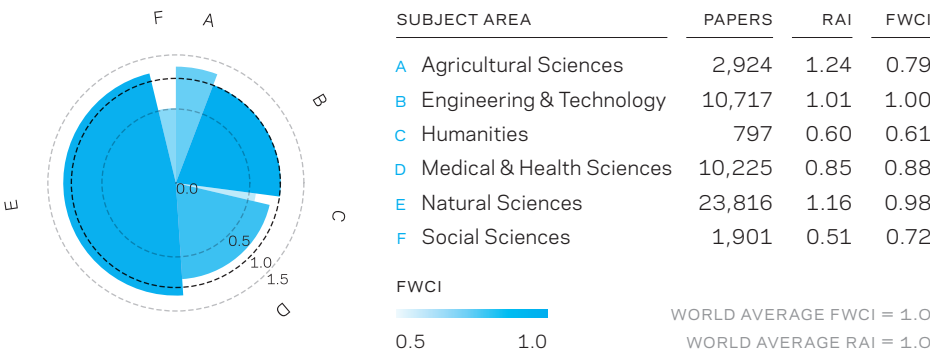 F A
B
C
D
E
0.0
0.5
1.0
1.5
SUBJECT AREA PAPERS RAI FWCI
A Agricultural Sciences 2,924 1.24 0.79
B Engineering & Technology 10,717 1.01 1.00
C Humanities 797 0.60 0.61
D Medical & Health Sciences 10,225 0.85 0.88
E Natural Sciences 23,816 1.16 0.98
F Social Sciences 1,901 0.51 0.72
FWCI
0.5 1.0
WORLD AVERAGE FWCI = 1.0
WORLD AVERAGE RAI = 1.0